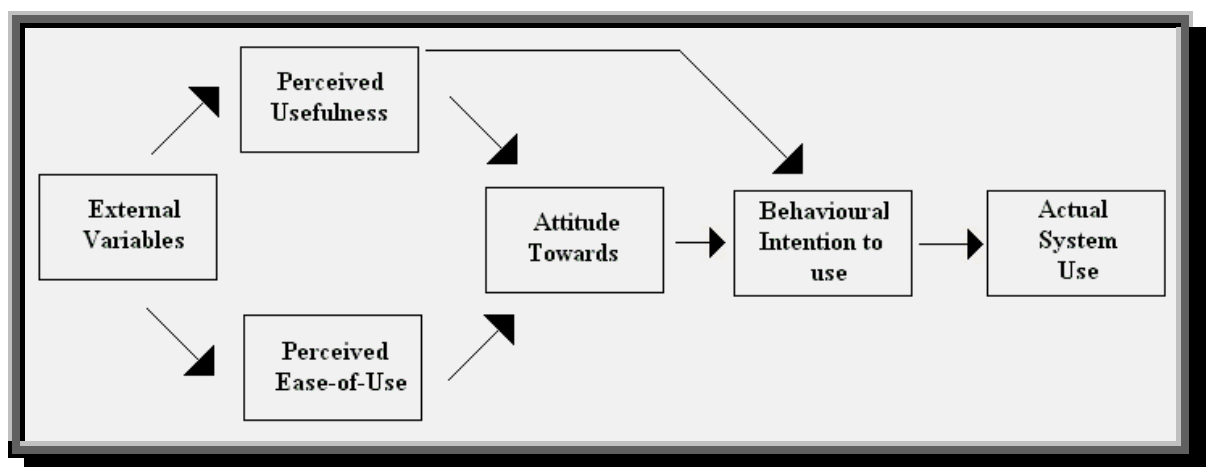 Perceived
Usefulness
External
Variables
Attitude
Towards
Behavioural
Intention to
use
Actual
System
Use
Perceived
Ease-of-Use